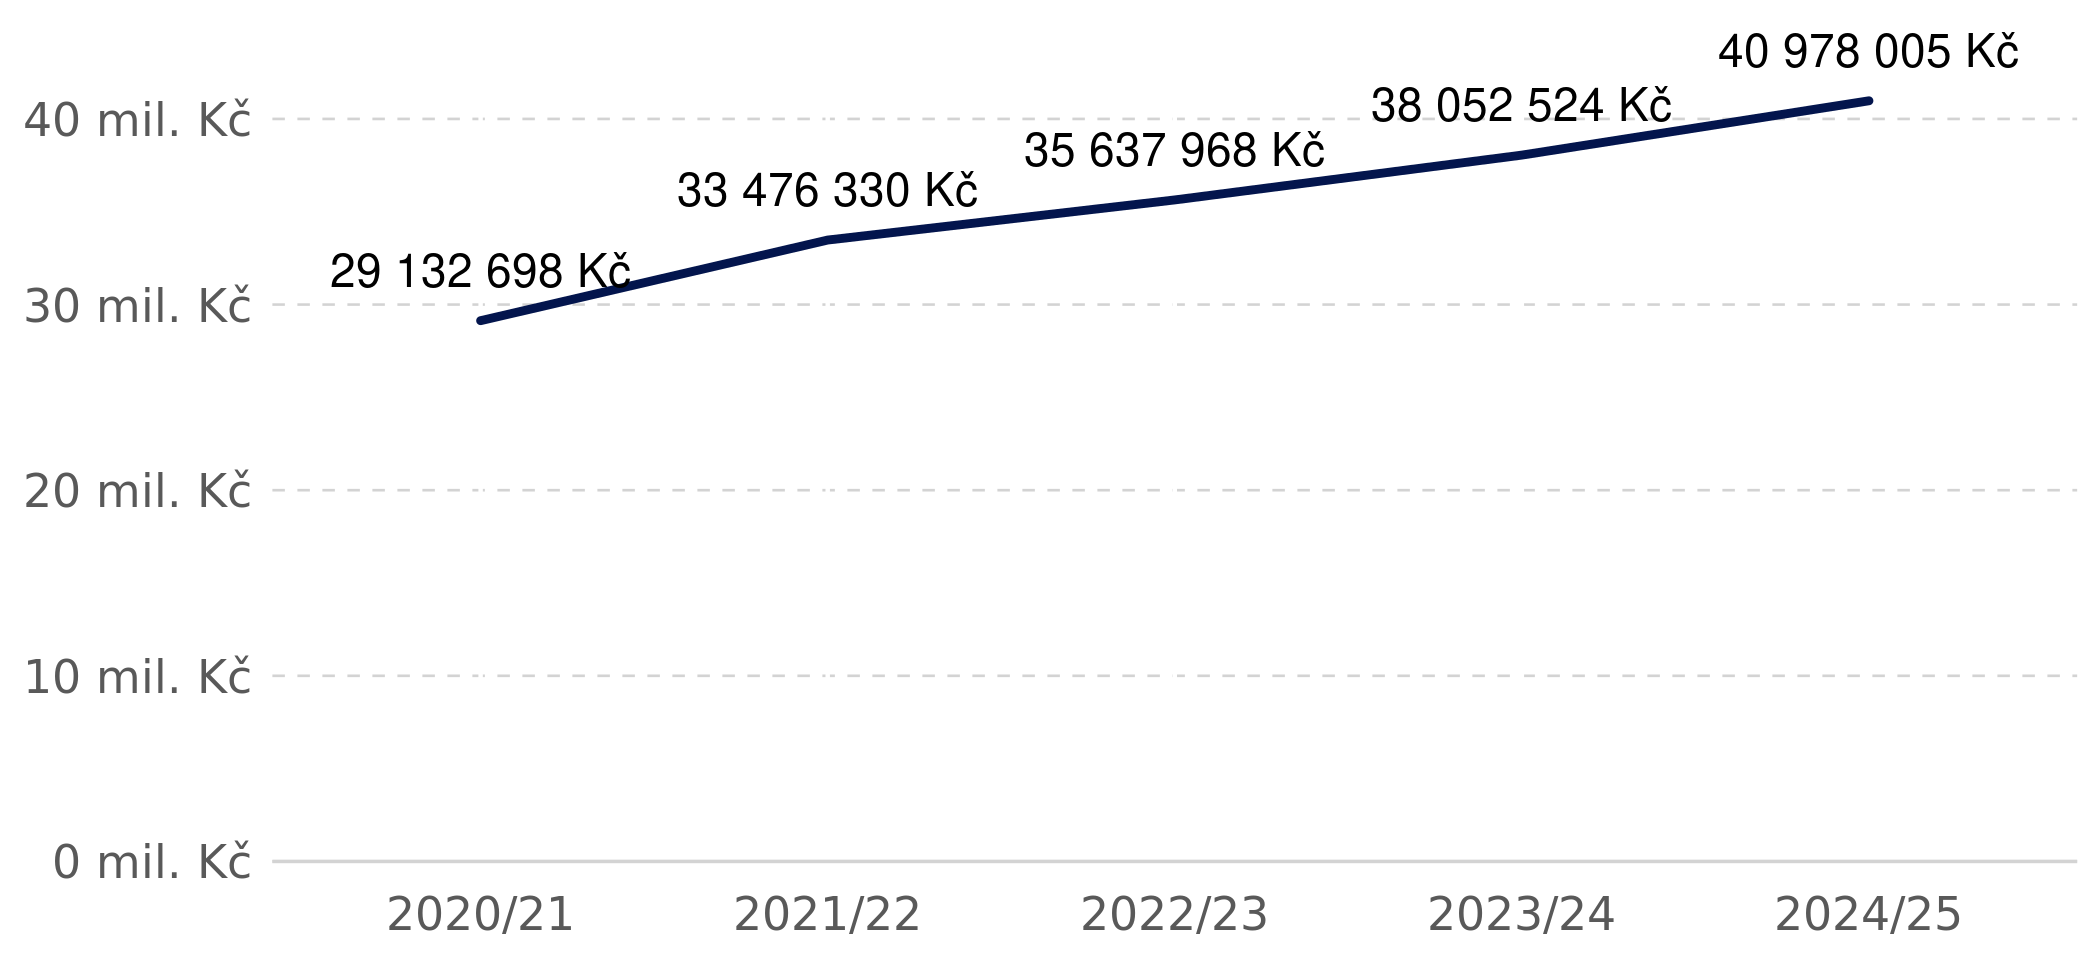 40 978 005 Kč
38 052 524 Kč
40 mil. Kč
35 637 968 Kč
33 476 330 Kč
29 132 698 Kč
30 mil. Kč
20 mil. Kč
10 mil. Kč
0 mil. Kč
2020/21 2021/22 2022/23 2023/24 2024/25